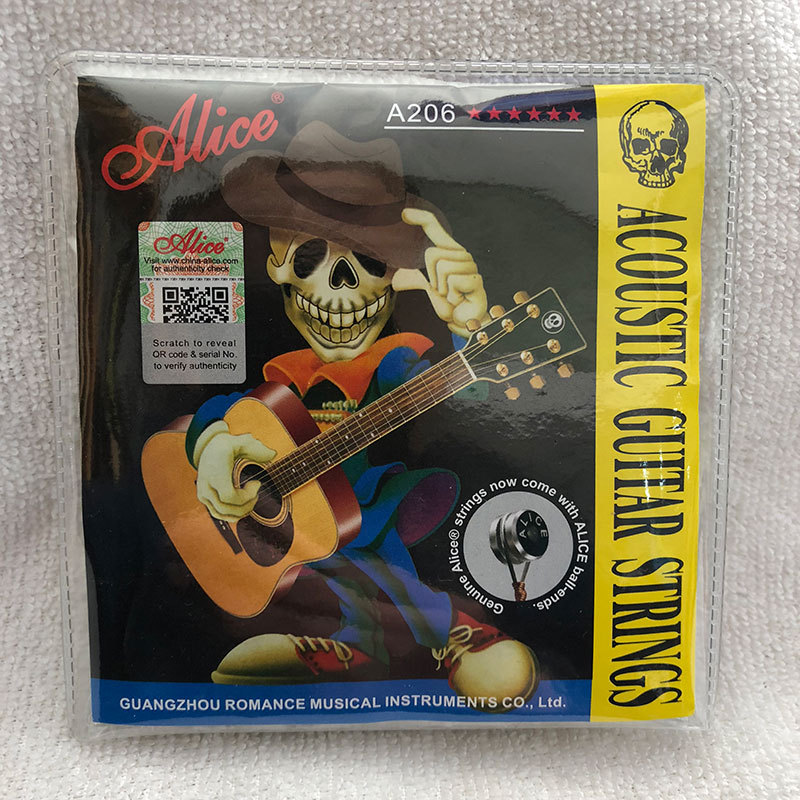 Alice®
A206 ★★★★★★
ACOUSTIC GUITAR STRINGS
Alice®
Visit www.china-alice.com
for authenticity check
Scratch to reveal
QR code & serial No.
to verify authenticity
Genuine Alice® strings now come with ALICE ball-ends.
ALICE
GUANGZHOU ROMANCE MUSICAL INSTRUMENTS CO., Ltd.